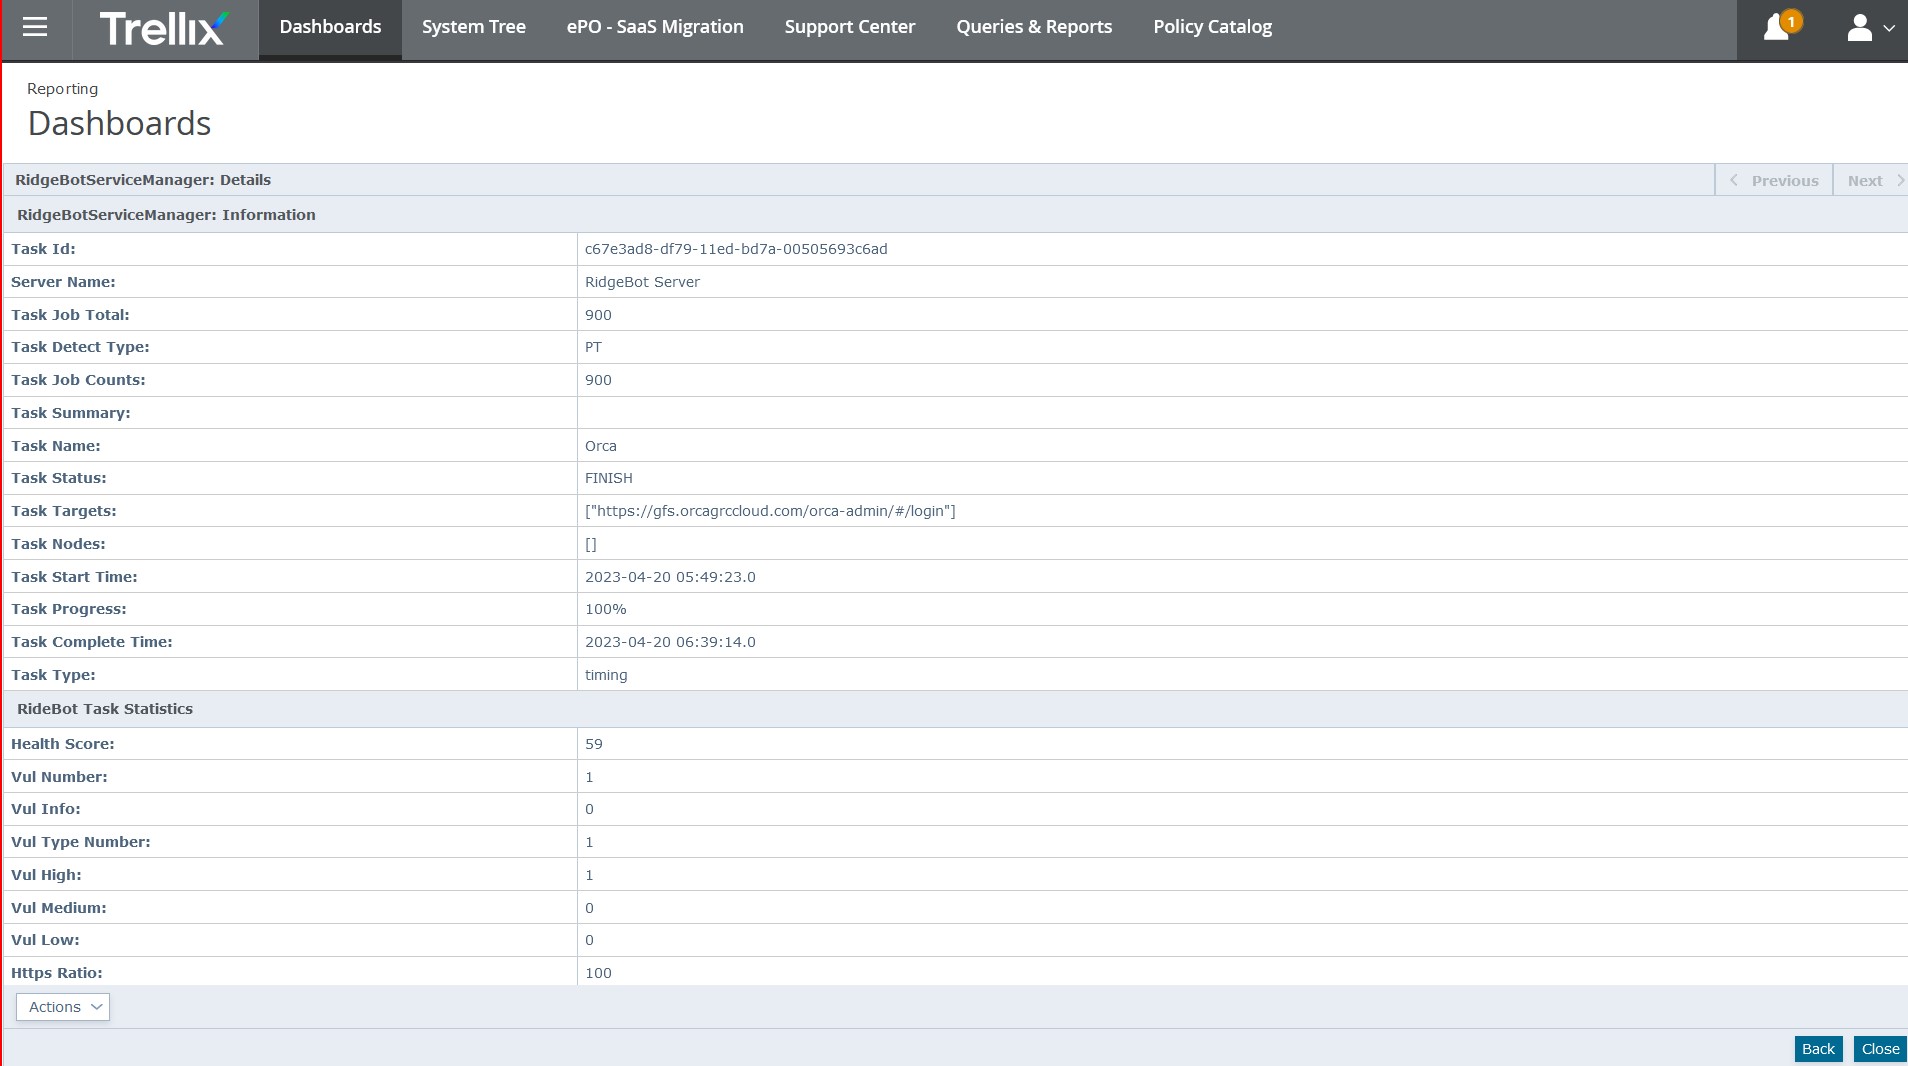 Trellix Dashboards System Tree ePO - SaaS Migration Support Center Queries & Reports Policy Catalog 1
Reporting
Dashboards
RidgeBotServiceManager: Details Previous Next
RidgeBotServiceManager: Information
Task Id: c67e3ad8-df79-11ed-bd7a-00505693c6ad
Server Name: RidgeBot Server
Task Job Total: 900
Task Detect Type: PT
Task Job Counts: 900
Task Summary:
Task Name: Orca
Task Status: FINISH
Task Targets: ["https://gfs.orcagrccloud.com/orca-admin/#/login"]
Task Nodes: []
Task Start Time: 2023-04-20 05:49:23.0
Task Progress: 100%
Task Complete Time: 2023-04-20 06:39:14.0
Task Type: timing
RideBot Task Statistics
Health Score: 59
Vul Number: 1
Vul Info: 0
Vul Type Number: 1
Vul High: 1
Vul Medium: 0
Vul Low: 0
Https Ratio: 100
Actions
Back Close